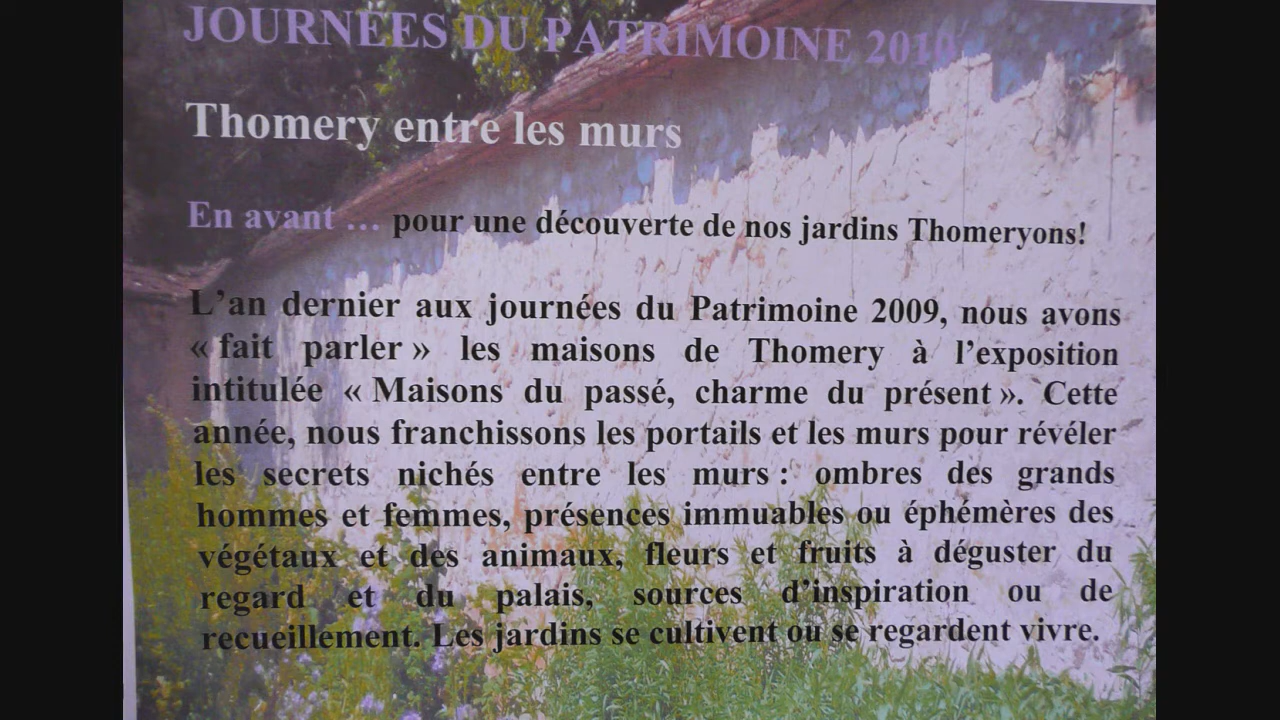 JOURNEES DU PATRIMOINE 2010
Thomery entre les murs
En avant … pour une découverte de nos jardins Thomeryons!
L’an dernier aux journées du Patrimoine 2009, nous avons
« fait parler » les maisons de Thomery à l’exposition
intitulée « Maisons du passé, charme du présent ». Cette
année, nous franchissons les portails et les murs pour révéler
les secrets nichés entre les murs : ombres des grands
hommes et femmes, présences immuables ou éphémères des
végétaux et des animaux, fleurs et fruits à déguster du
regard et du palais, sources d’inspiration ou de
recueillement. Les jardins se cultivent ou se regardent vivre.